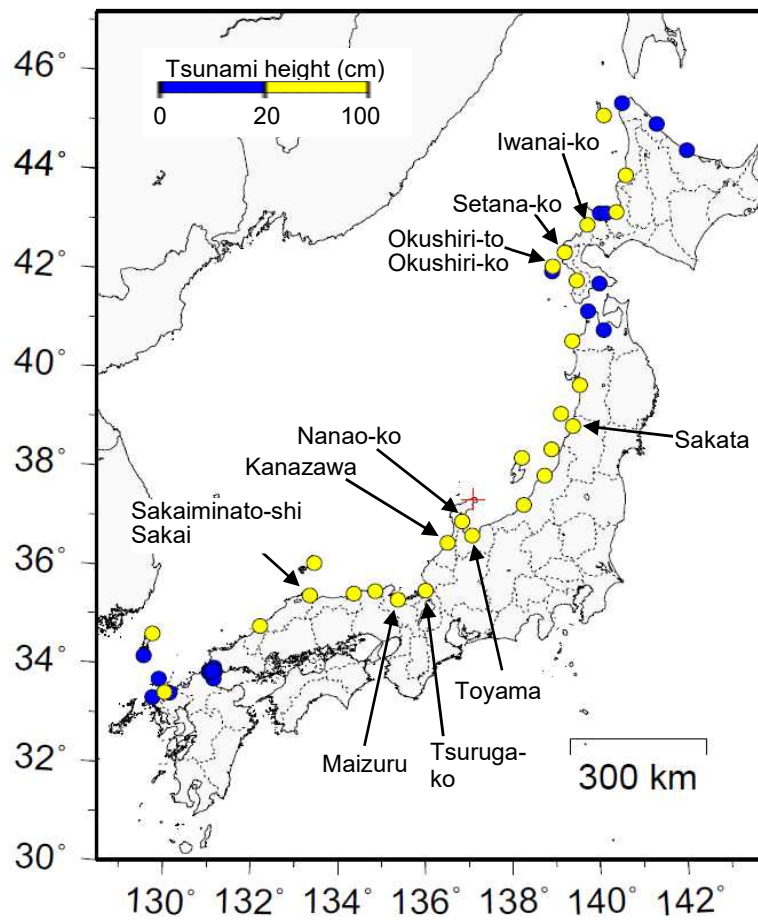 Tsunami height (cm)
0 20 100
46°
44°
42°
40°
38°
36°
34°
32°
30°
Iwanai-ko
Setana-ko
Okushiri-to
Okushiri-ko
Nanao-ko
Kanazawa
Sakaiminato-shi
Sakai
Sakata
Toyama
Maizuru
Tsuruga-
ko
300 km
130° 132° 134° 136° 138° 140° 142°